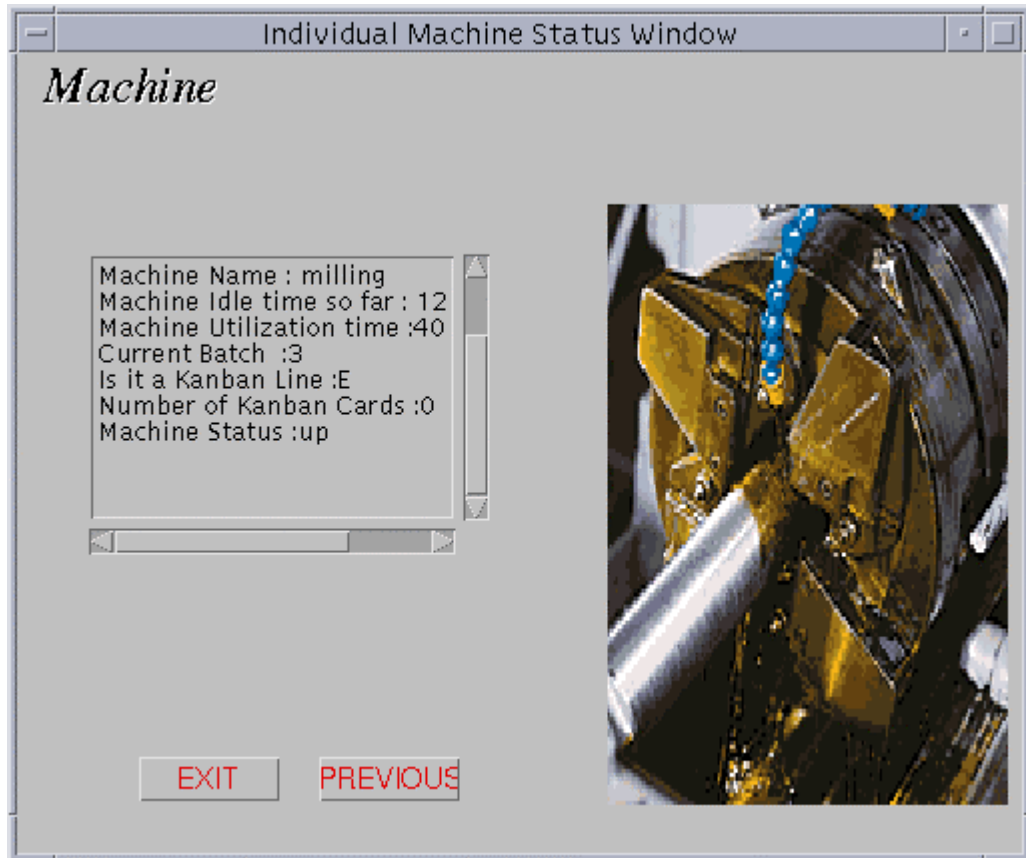 Individual Machine Status Window
Machine
Machine Name : milling
Machine Idle time so far : 12
Machine Utilization time :40
Current Batch  :3
Is it a Kanban Line :E
Number of Kanban Cards :0
Machine Status :up
EXIT
PREVIOUS